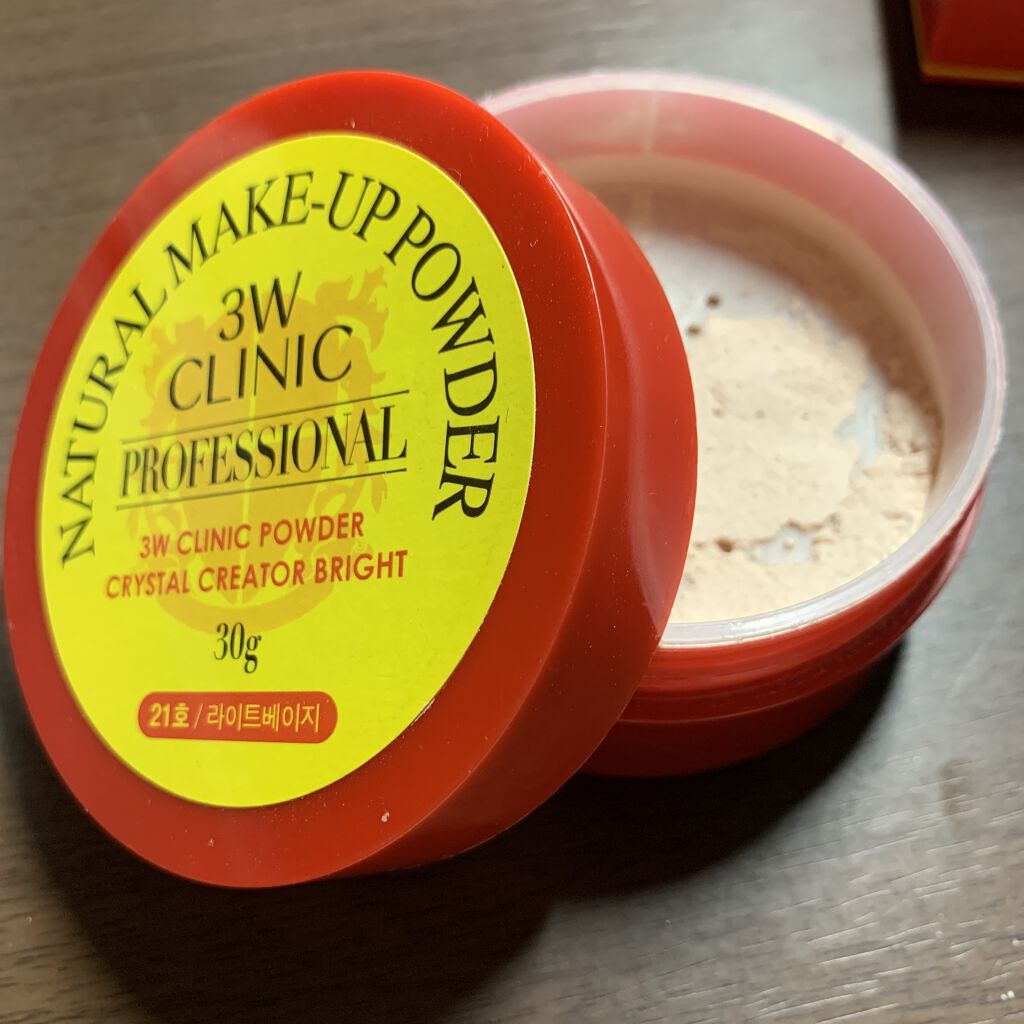 NATURAL MAKE-UP POWDER
3W
CLINIC
PROFESSIONAL
3W CLINIC POWDER
CRYSTAL CREATOR BRIGHT
30g
21호 / 라이트베이지